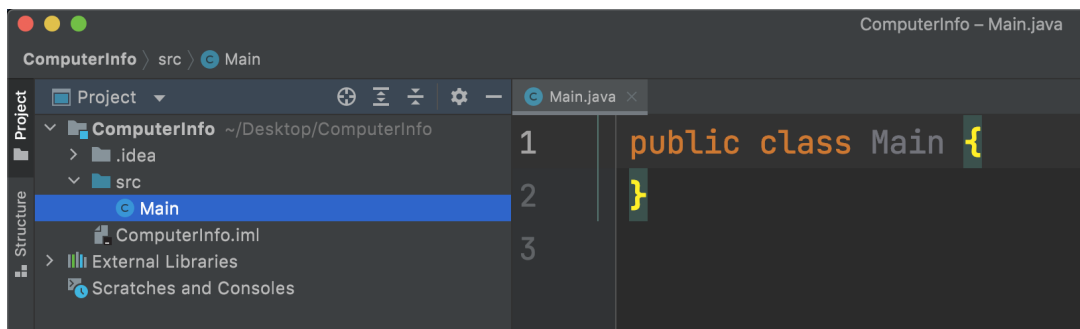 ComputerInfo – Main.java
ComputerInfo 〉 src 〉 C Main
Project
Structure
Project
ComputerInfo ~/Desktop/ComputerInfo
.idea
src
C Main
ComputerInfo.iml
External Libraries
Scratches and Consoles
C Main.java ×
1 public class Main {
2 }
3